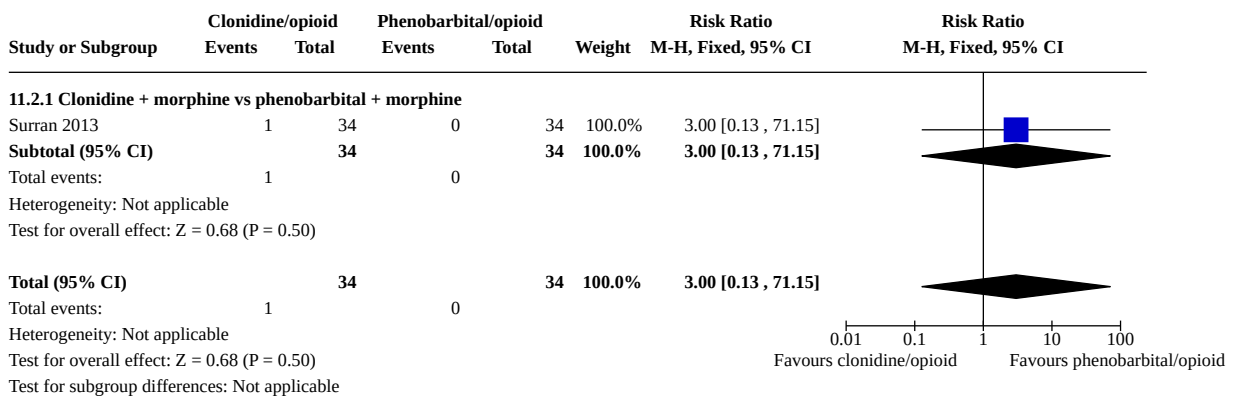 Clonidine/opioid Phenobarbital/opioid Risk Ratio Risk Ratio
Study or Subgroup Events Total Events Total Weight M-H, Fixed, 95% CI M-H, Fixed, 95% CI
11.2.1 Clonidine + morphine vs phenobarbital + morphine
Surran 2013 1 34 0 34 100.0% 3.00 [0.13 , 71.15]
Subtotal (95% CI) 34 34 100.0% 3.00 [0.13 , 71.15]
Total events: 1 0
Heterogeneity: Not applicable
Test for overall effect: Z = 0.68 (P = 0.50)
Total (95% CI) 34 34 100.0% 3.00 [0.13 , 71.15]
Total events: 1 0
Heterogeneity: Not applicable
0.01 0.1 1 10 100
Test for overall effect: Z = 0.68 (P = 0.50) Favours clonidine/opioid Favours phenobarbital/opioid
Test for subgroup differences: Not applicable